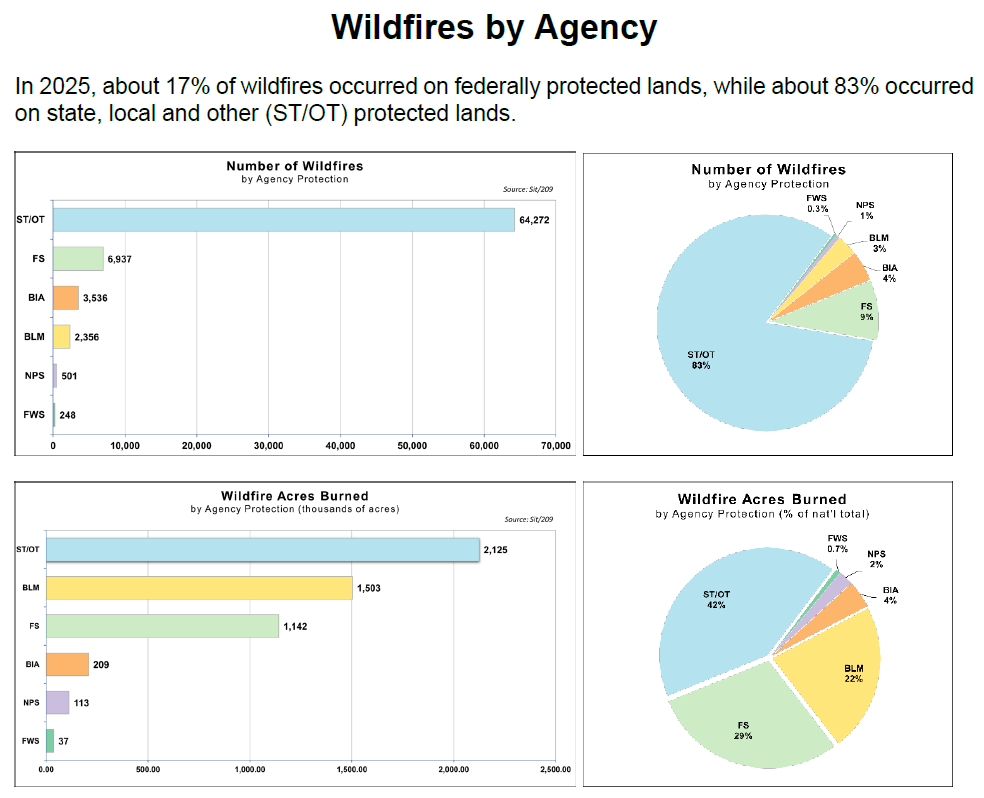 Wildfires by Agency
In 2025, about 17% of wildfires occurred on federally protected lands, while about 83% occurred
on state, local and other (ST/OT) protected lands.
Number of Wildfires
by Agency Protection
Source: Sit/209
ST/OT
64,272
FS
6,937
BIA
3,536
BLM
2,356
NPS
501
FWS
248
0
10,000
20,000
30,000
40,000
50,000
60,000
70,000
Number of Wildfires
by Agency Protection
FWS
0.3%
NPS
1%
BLM
3%
BIA
4%
FS
9%
ST/OT
83%
Wildfire Acres Burned
by Agency Protection (thousands of acres)
Source: Sit/209
ST/OT
2,125
BLM
1,503
FS
1,142
BIA
209
NPS
113
FWS
37
0.00
500.00
1,000.00
1,500.00
2,000.00
2,500.00
Wildfire Acres Burned
by Agency Protection (% of nat'l total)
FWS
0.7%
NPS
2%
BIA
4%
ST/OT
42%
BLM
22%
FS
29%